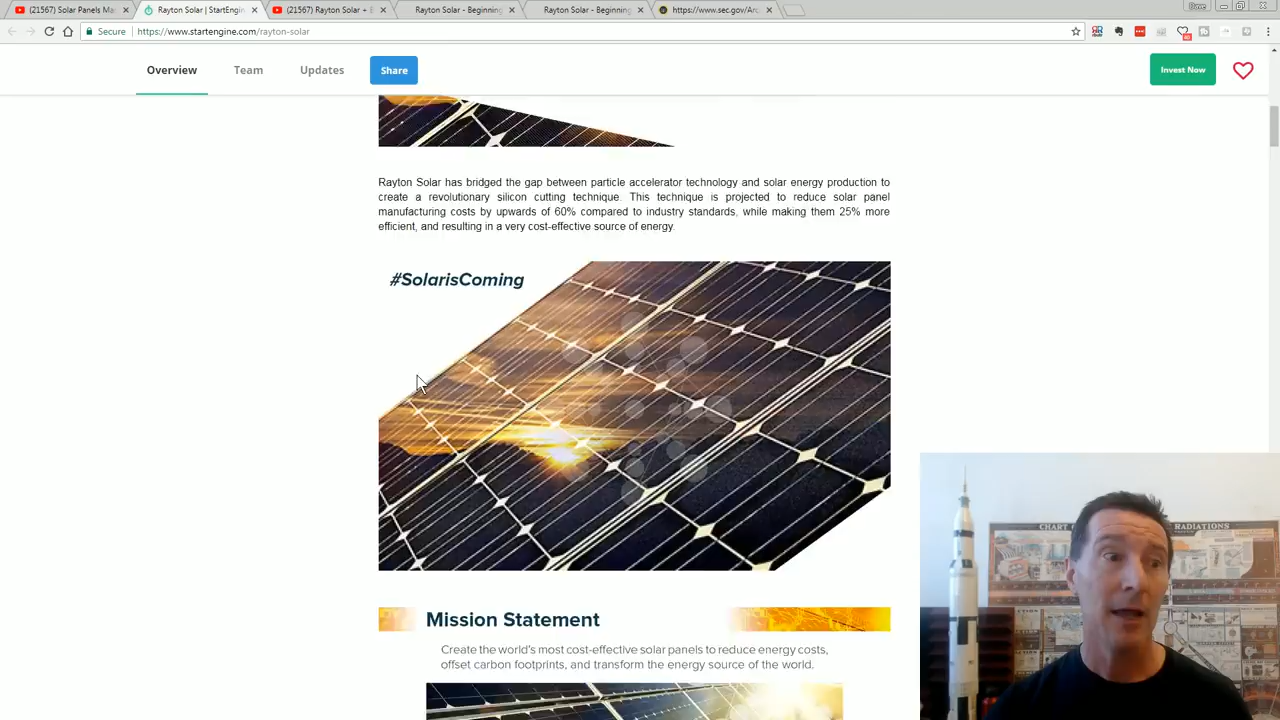 (21567) Solar Panels Ma
Rayton Solar | StartEngin
(21567) Rayton Solar + E
Rayton Solar - Beginning
Rayton Solar - Beginning
https://www.sec.gov/Arc
Dave
Secure
https://www.startengine.com/rayton-solar
Overview
Team
Updates
Share
Invest Now
Rayton Solar has bridged the gap between particle accelerator technology and solar energy production to
create a revolutionary silicon cutting technique. This technique is projected to reduce solar panel
manufacturing costs by upwards of 60% compared to industry standards, while making them 25% more
efficient, and resulting in a very cost-effective source of energy.
#SolarisComing
Mission Statement
Create the world's most cost-effective solar panels to reduce energy costs,
offset carbon footprints, and transform the energy source of the world.
CHART
RADIATIONS